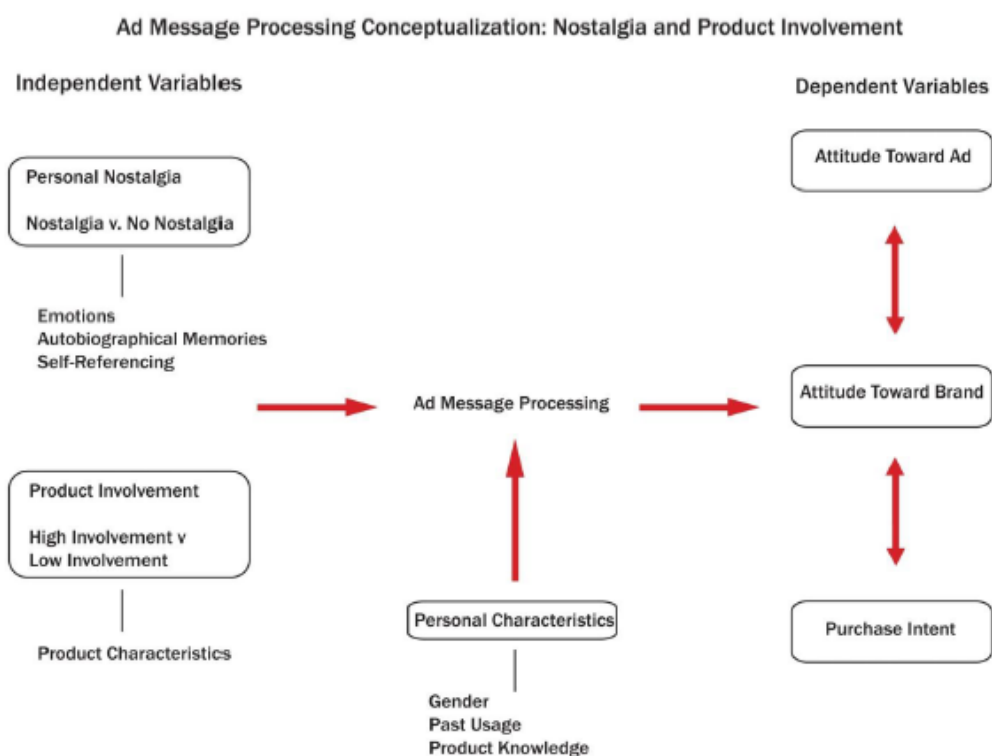 Ad Message Processing Conceptualization: Nostalgia and Product Involvement
Independent Variables
Dependent Variables
Personal Nostalgia
Nostalgia v. No Nostalgia
Emotions
Autobiographical Memories
Self-Referencing
Attitude Toward Ad
Ad Message Processing
Attitude Toward Brand
Product Involvement
High Involvement v
Low Involvement
Product Characteristics
Personal Characteristics
Gender
Past Usage
Product Knowledge
Purchase Intent